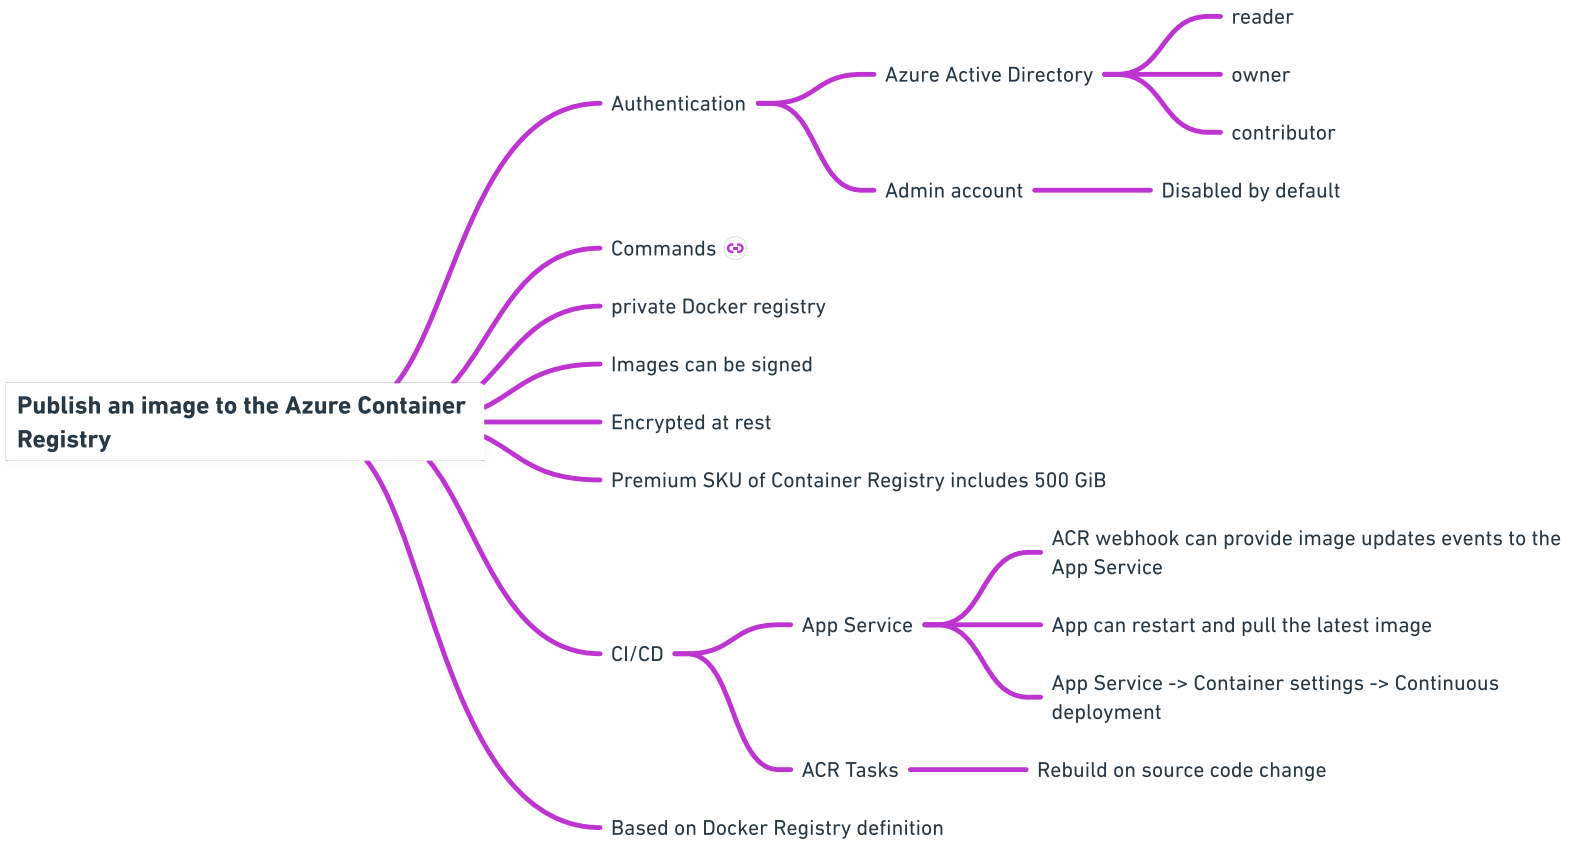 reader
Azure Active Directory
owner
Authentication
contributor
Admin account
Disabled by default
Commands
private Docker registry
Images can be signed
Publish an image to the Azure Container
Registry
Encrypted at rest
Premium SKU of Container Registry includes 500 GiB
ACR webhook can provide image updates events to the
App Service
App Service
App can restart and pull the latest image
CI/CD
App Service -> Container settings -> Continuous
deployment
ACR Tasks
Rebuild on source code change
Based on Docker Registry definition